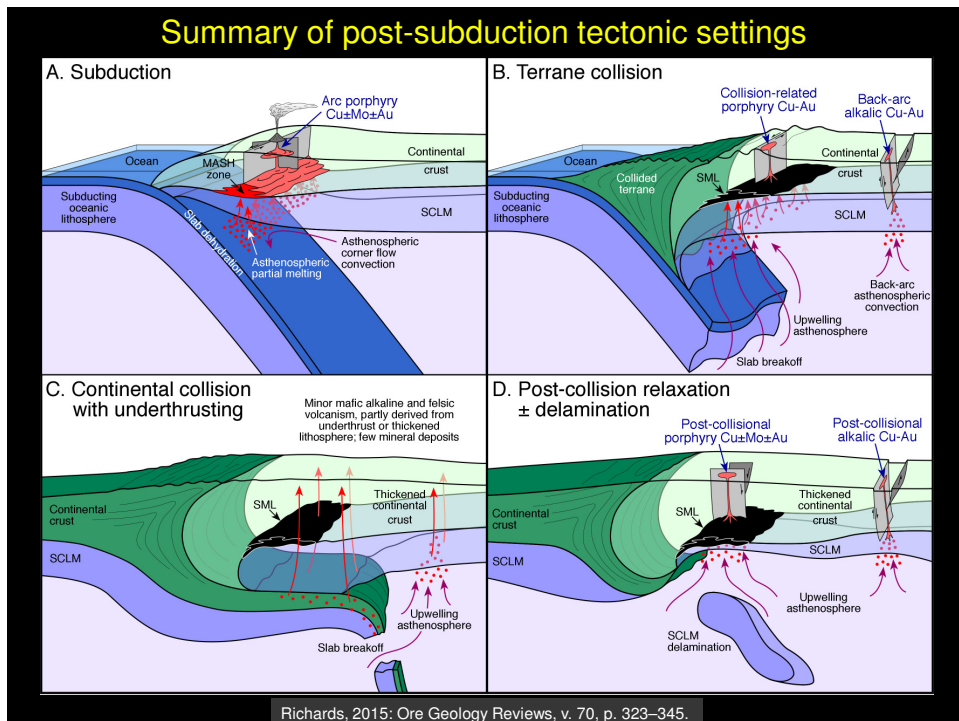 Summary of post-subduction tectonic settings
A. Subduction
Arc porphyry
Cu±Mo±Au
Ocean
MASH
zone
Continental
crust
Subducting
oceanic
lithosphere
SCLM
Slab dehydration
Asthenospheric
partial melting
Asthenospheric
corner flow
convection
B. Terrane collision
Collision-related
porphyry Cu-Au
Back-arc
alkalic Cu-Au
Ocean
Collided
terrane
SML
Continental
crust
Subducting
oceanic
lithosphere
SCLM
Back-arc
asthenospheric
convection
Upwelling
asthenosphere
Slab breakoff
C. Continental collision
with underthrusting
Minor mafic alkaline and felsic
volcanism, partly derived from
underthrust or thickened
lithosphere; few mineral deposits
Continental
crust
SML
Thickened
continental
crust
SCLM
SCLM
Upwelling
asthenosphere
Slab breakoff
D. Post-collision relaxation
± delamination
Post-collisional
porphyry Cu±Mo±Au
Post-collisional
alkalic Cu-Au
Continental
crust
SML
Thickened
continental
crust
SCLM
SCLM
Upwelling
asthenosphere
SCLM
delamination
Richards, 2015: Ore Geology Reviews, v. 70, p. 323–345.